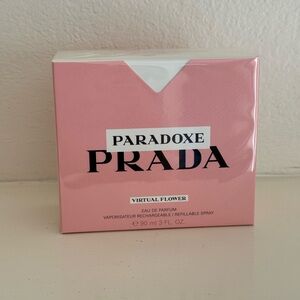 PARADOXE
PRADA
VIRTUAL FLOWER
EAU DE PARFUM
VAPORISATEUR RECHARGEABLE / REFILLABLE SPRAY
℮ 90 ml 3 FL. OZ.